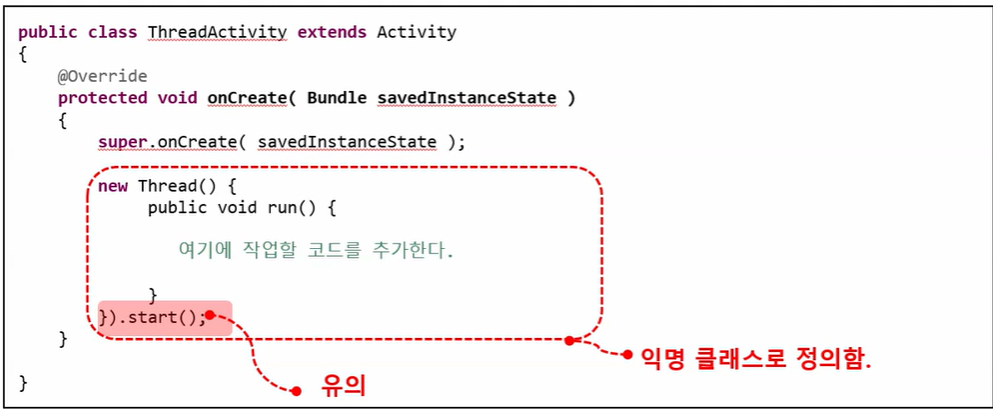 public class ThreadActivity extends Activity
{
@Override
protected void onCreate( Bundle savedInstanceState )
{
super.onCreate( savedInstanceState );
new Thread() {
public void run() {
여기에 작업할 코드를 추가한다.
}
}).start();
}
익명 클래스로 정의함.
}
유의